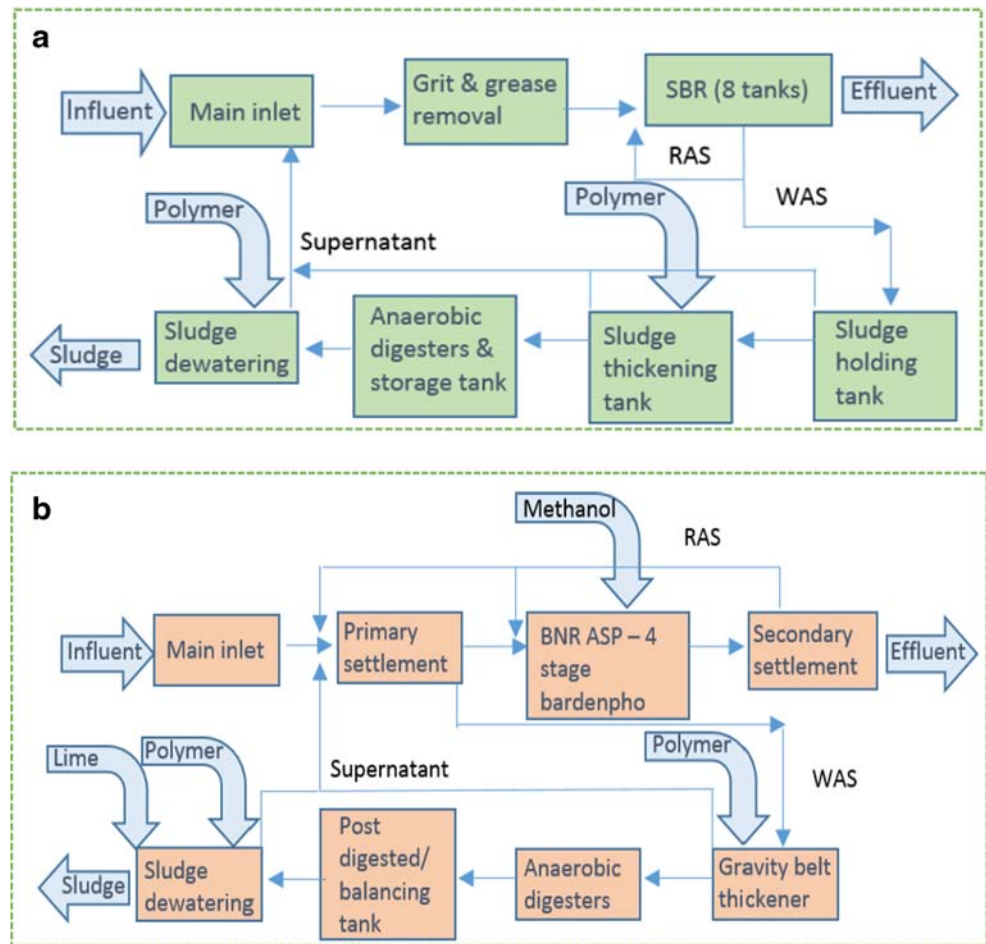 a
Influent
Main inlet
Grit & grease
removal
SBR (8 tanks)
Effluent
RAS
WAS
Polymer
Polymer
Supernatant
Sludge
Sludge
dewatering
Anaerobic
digesters &
storage tank
Sludge
thickening
tank
Sludge
holding
tank
b
Methanol
RAS
Influent
Main inlet
Primary
settlement
BNR ASP – 4
stage
bardenpho
Secondary
settlement
Effluent
Lime
Polymer
Supernatant
Polymer
WAS
Sludge
Sludge
dewatering
Post
digested/
balancing
tank
Anaerobic
digesters
Gravity belt
thickener